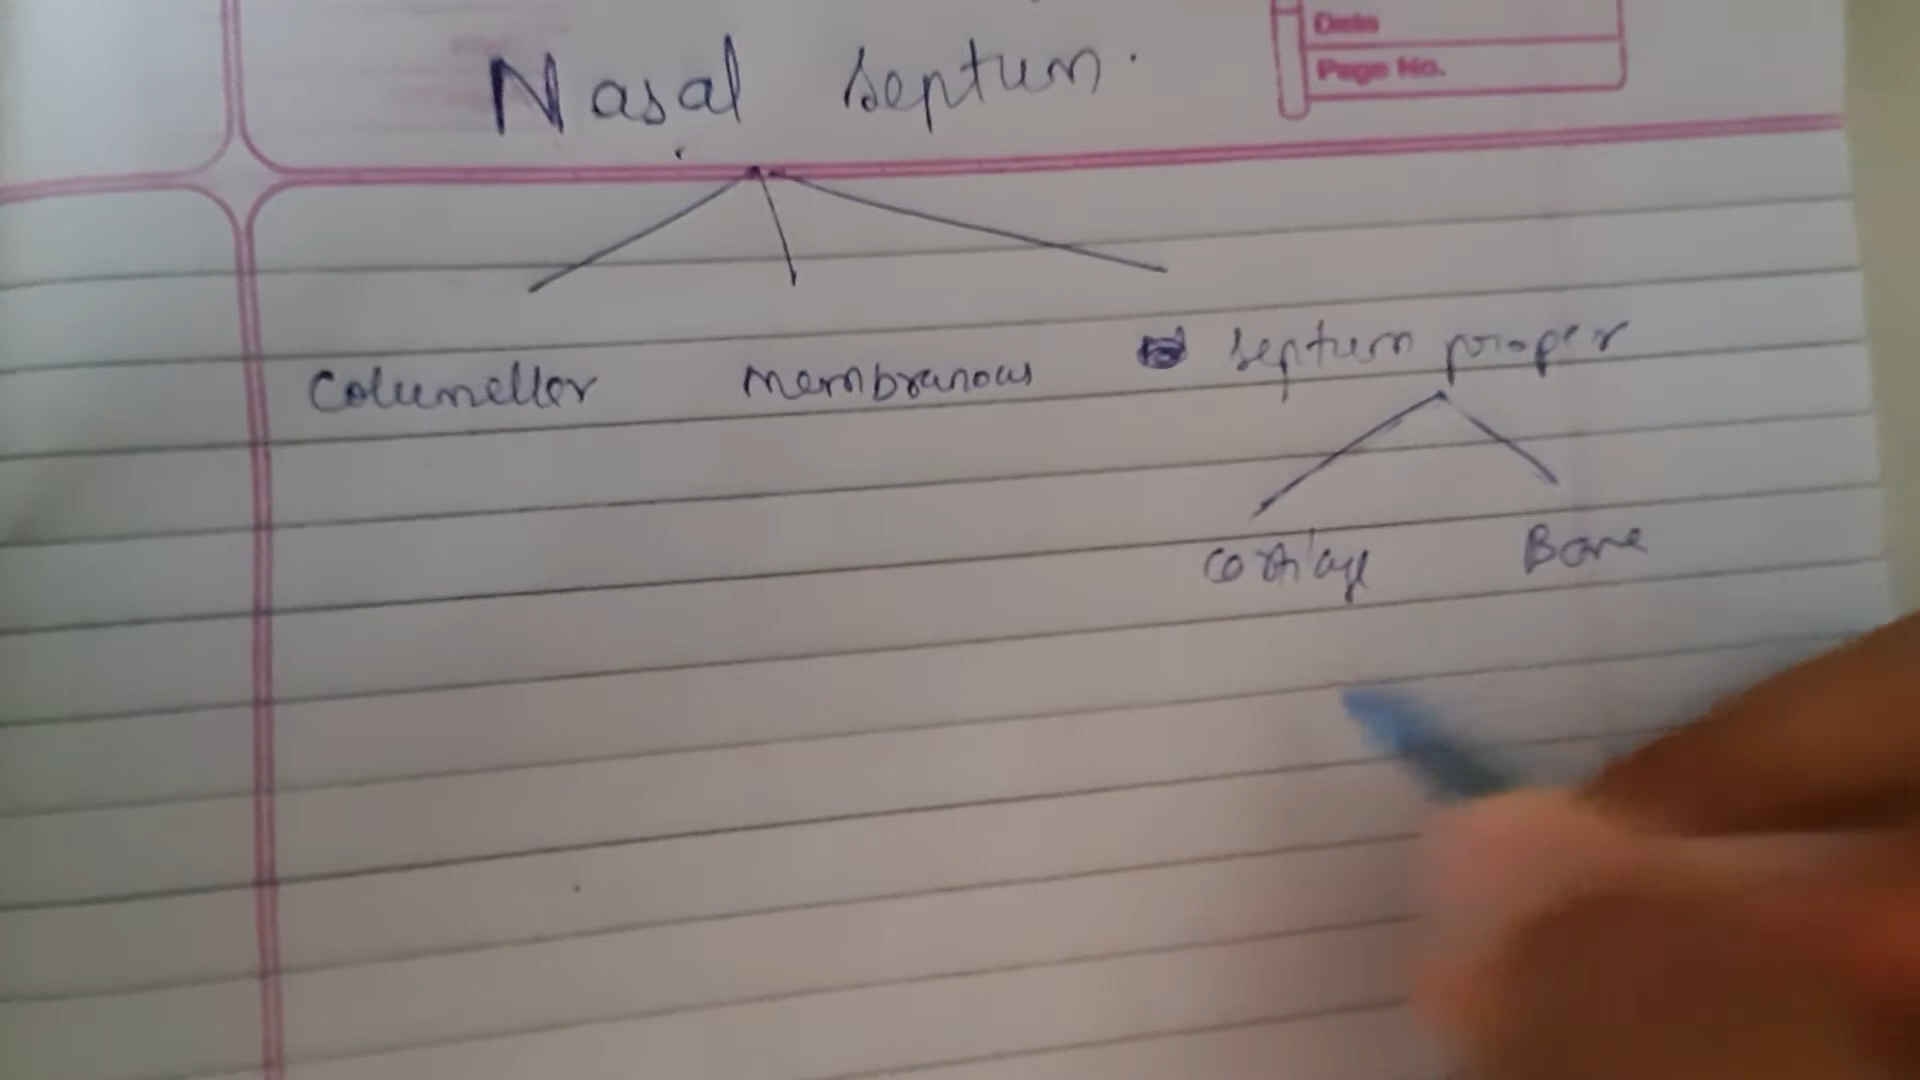 Date
Page No.
Nasal septum.
Columellar membranous septum proper
Cartilage Bone